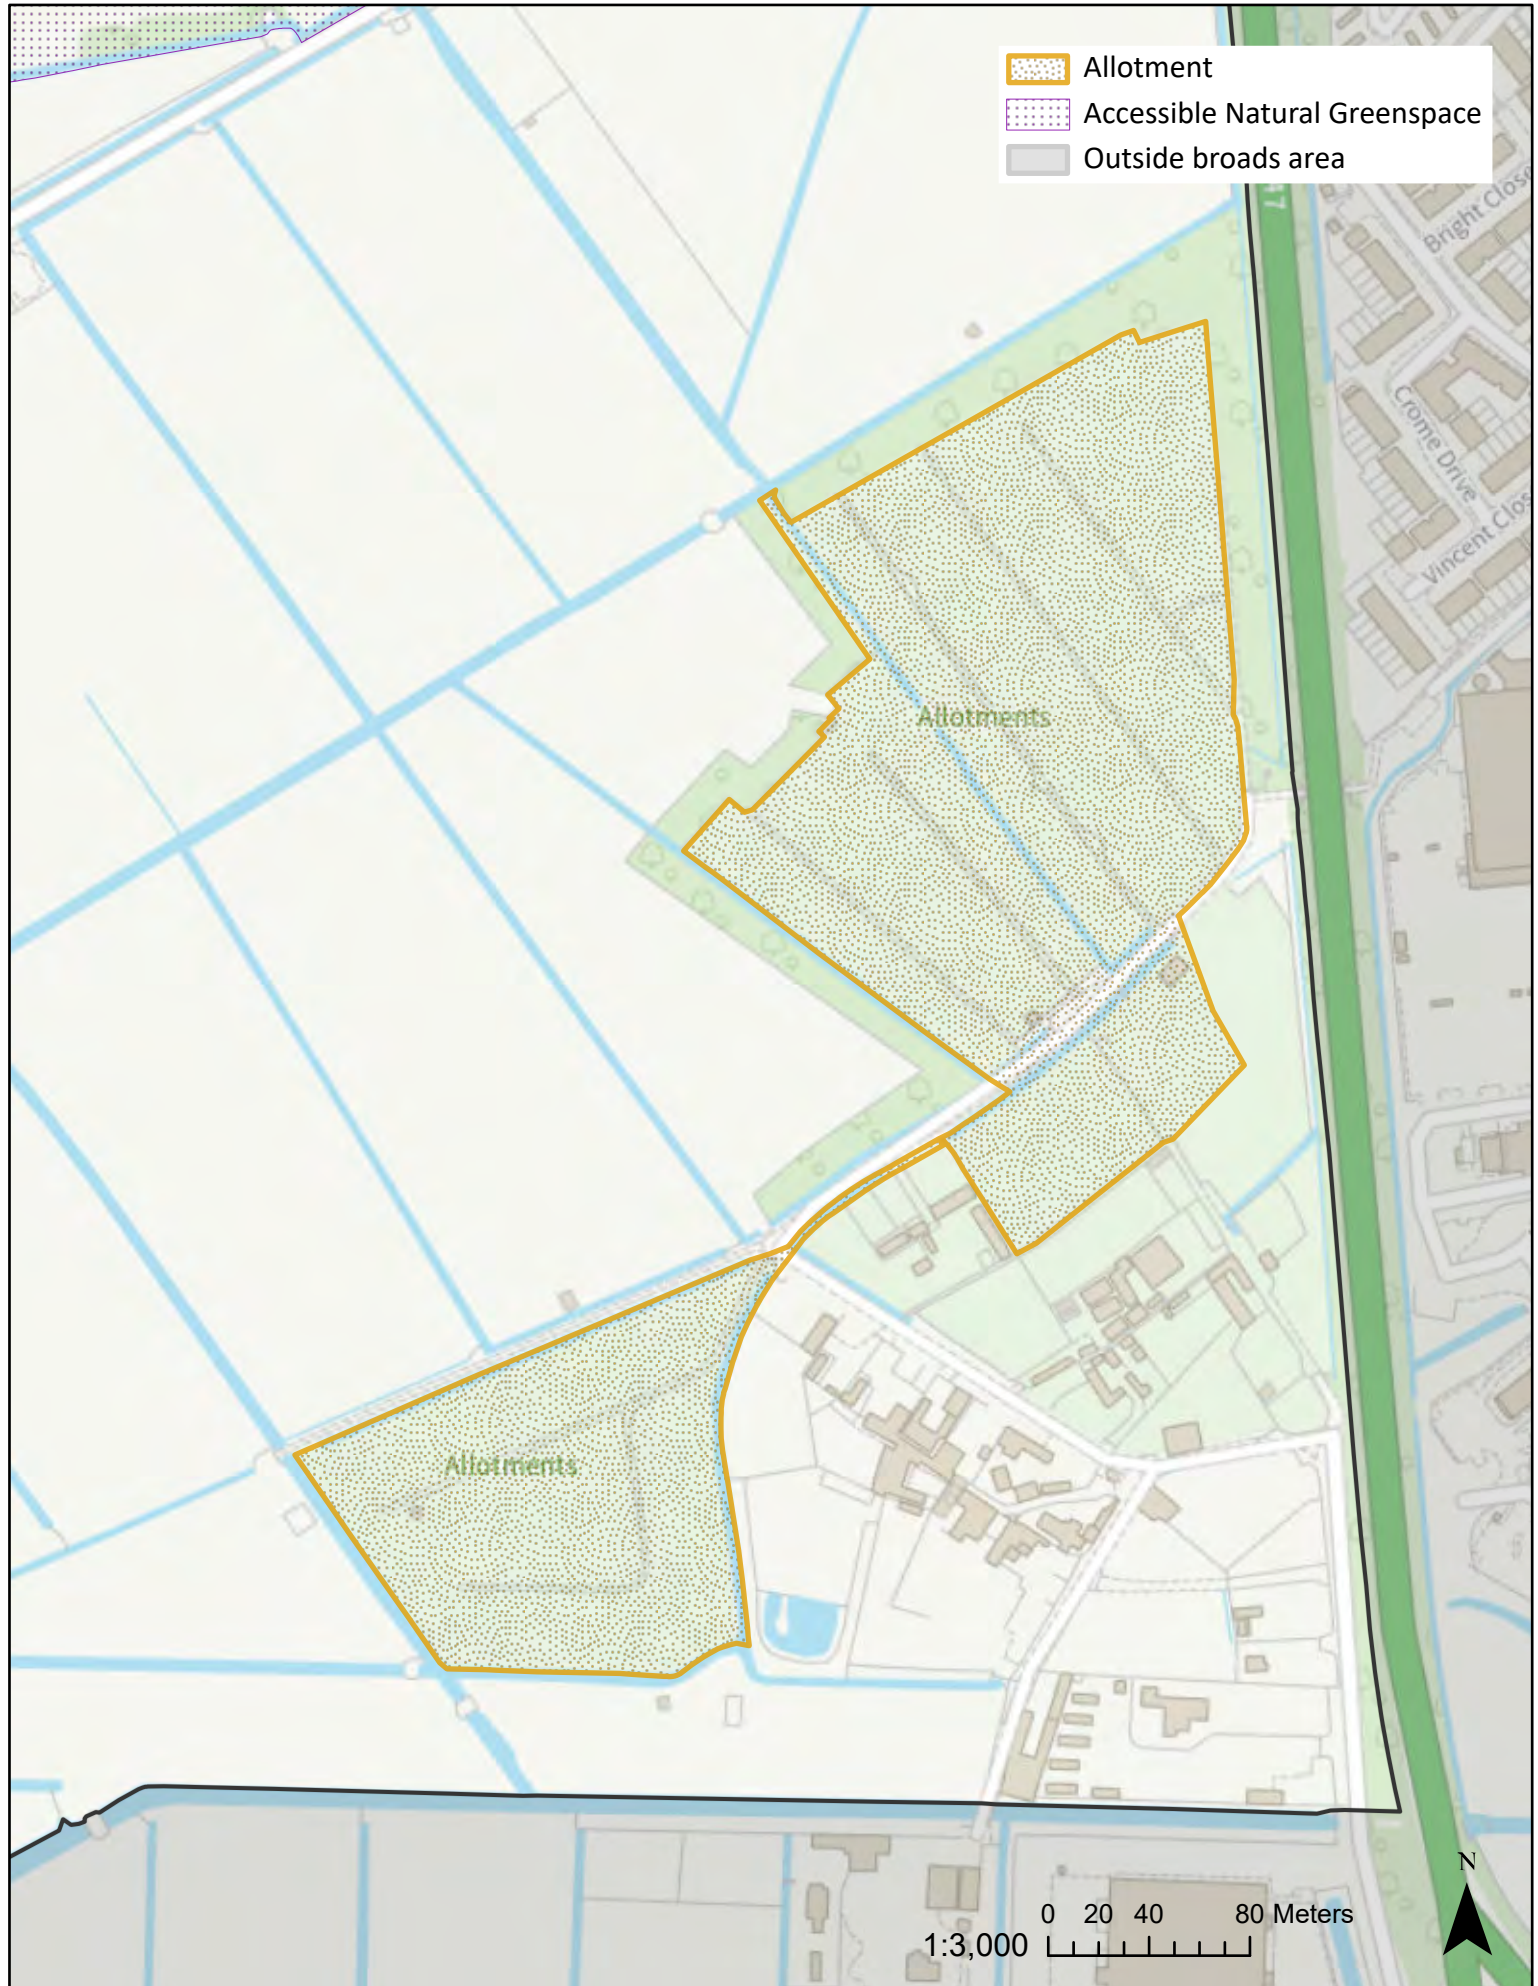 Allotment
Accessible Natural Greenspace
Outside broads area
Bright Close
Crome Drive
Vincent Clos
Allotments
Allotments
N
0 20 40 80 Meters
1:3,000